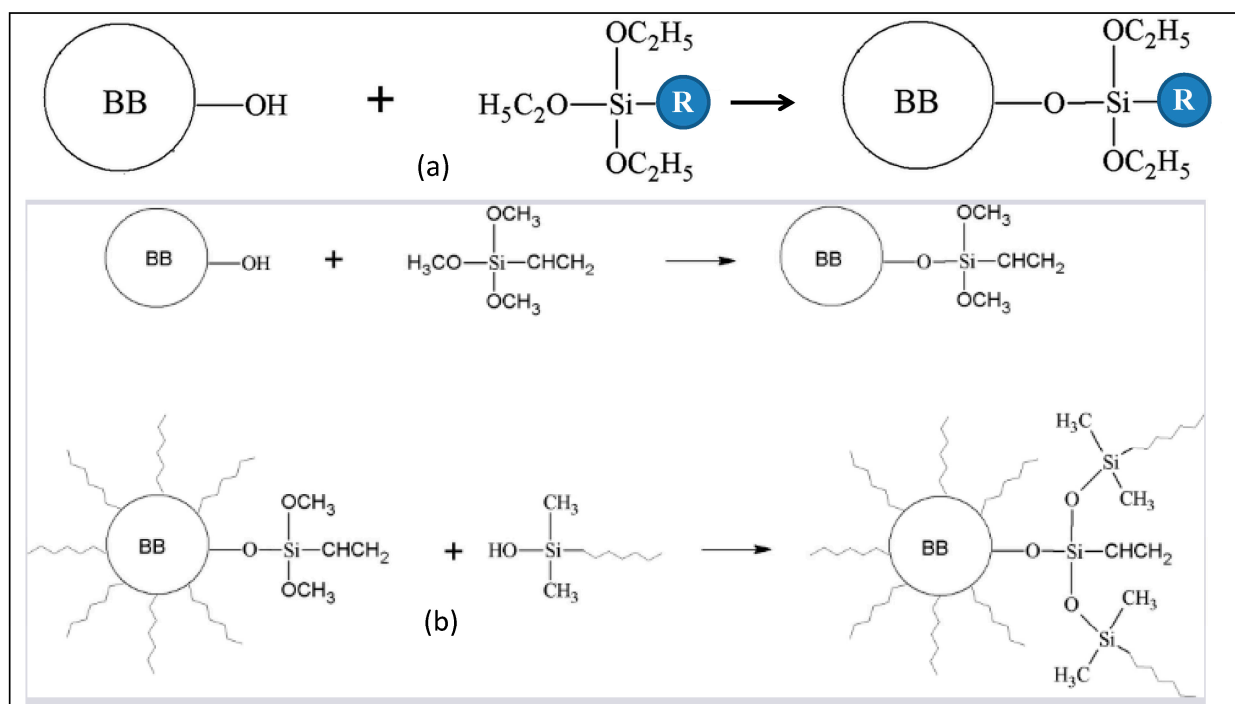 OC₂H₅ OC₂H₅
BB —OH + H₅C₂O—Si—R → BB —O—Si—R
OC₂H₅ OC₂H₅
(a)
OCH₃ OCH₃
BB —OH + H₃CO—Si—CHCH₂ → BB —O—Si—CHCH₂
OCH₃ OCH₃
H₃C
Si
CH₃
OCH₃ CH₃ O
BB —O—Si—CHCH₂ + HO—Si → BB —O—Si—CHCH₂
OCH₃ CH₃ O
(b)
CH₃
Si
H₃C